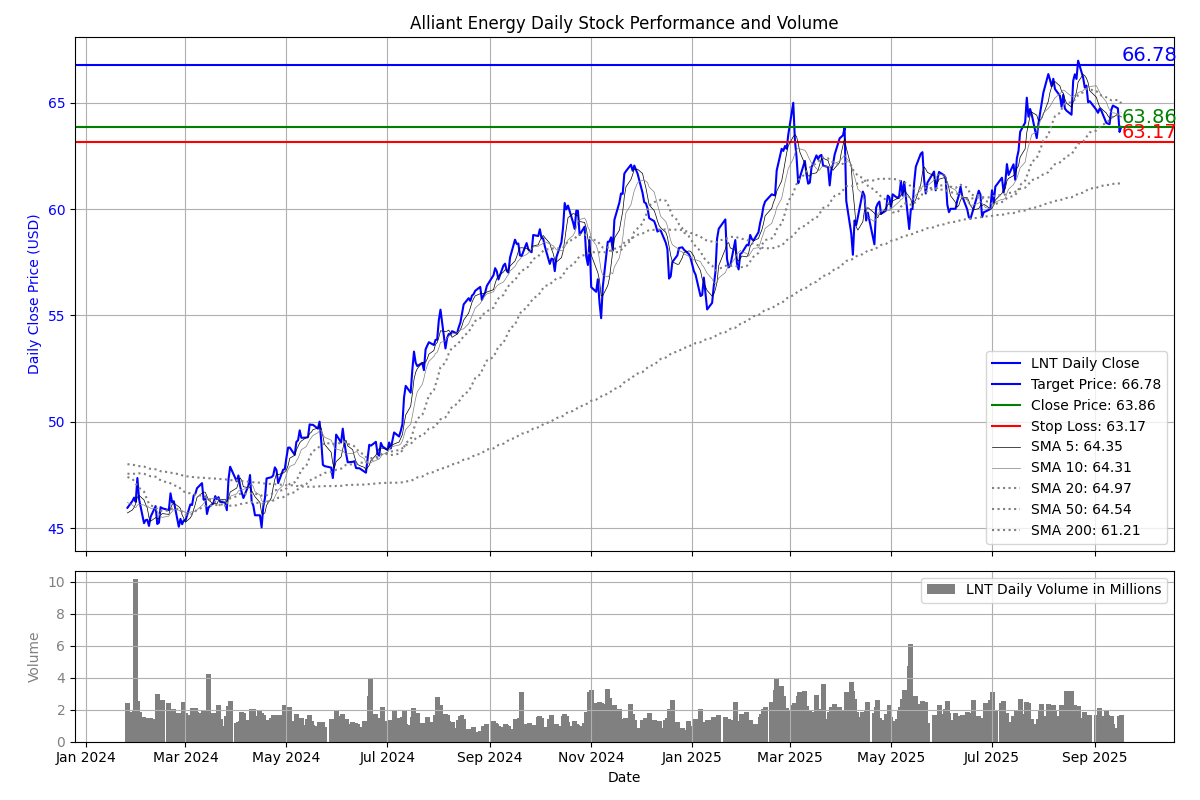 Alliant Energy Daily Stock Performance and Volume
66.78
63.86
63.17
Daily Close Price (USD)
65
60
55
50
45
LNT Daily Close
Target Price: 66.78
Close Price: 63.86
Stop Loss: 63.17
SMA 5: 64.35
SMA 10: 64.31
SMA 20: 64.97
SMA 50: 64.54
SMA 200: 61.21
Volume
10
8
6
4
2
0
LNT Daily Volume in Millions
Jan 2024 Mar 2024 May 2024 Jul 2024 Sep 2024 Nov 2024 Jan 2025 Mar 2025 May 2025 Jul 2025 Sep 2025
Date